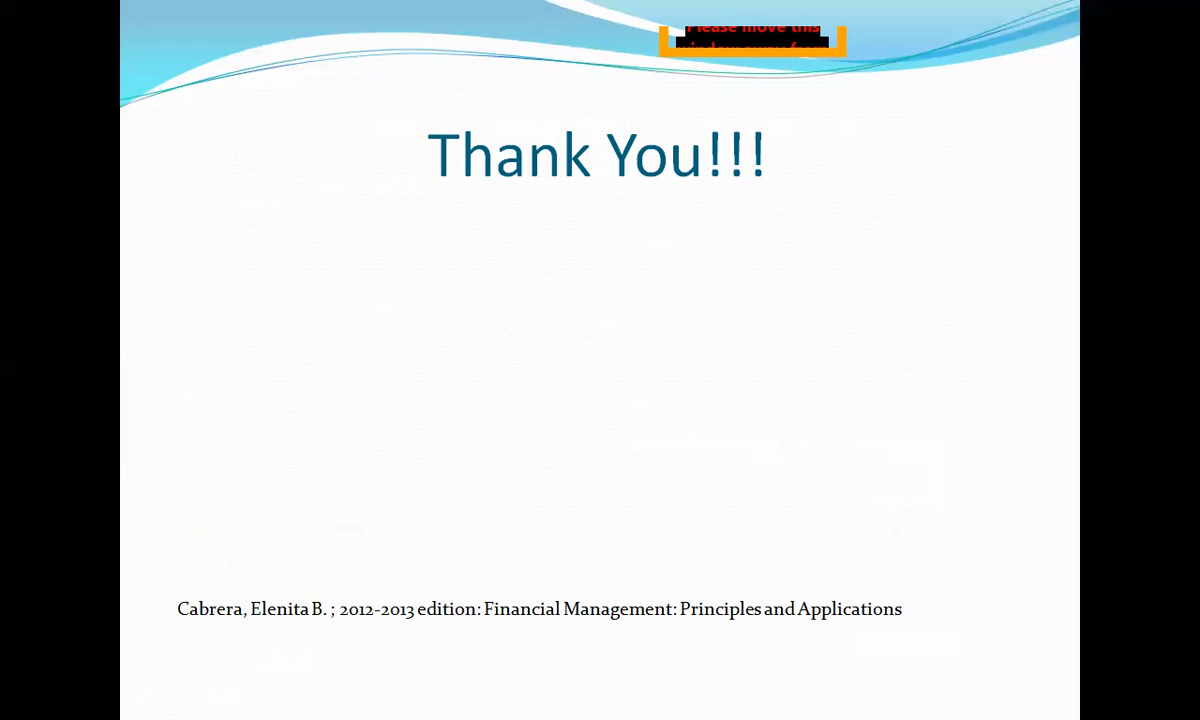 Please move this
Thank You!!!
Cabrera, Elenita B. ; 2012-2013 edition: Financial Management: Principles and Applications